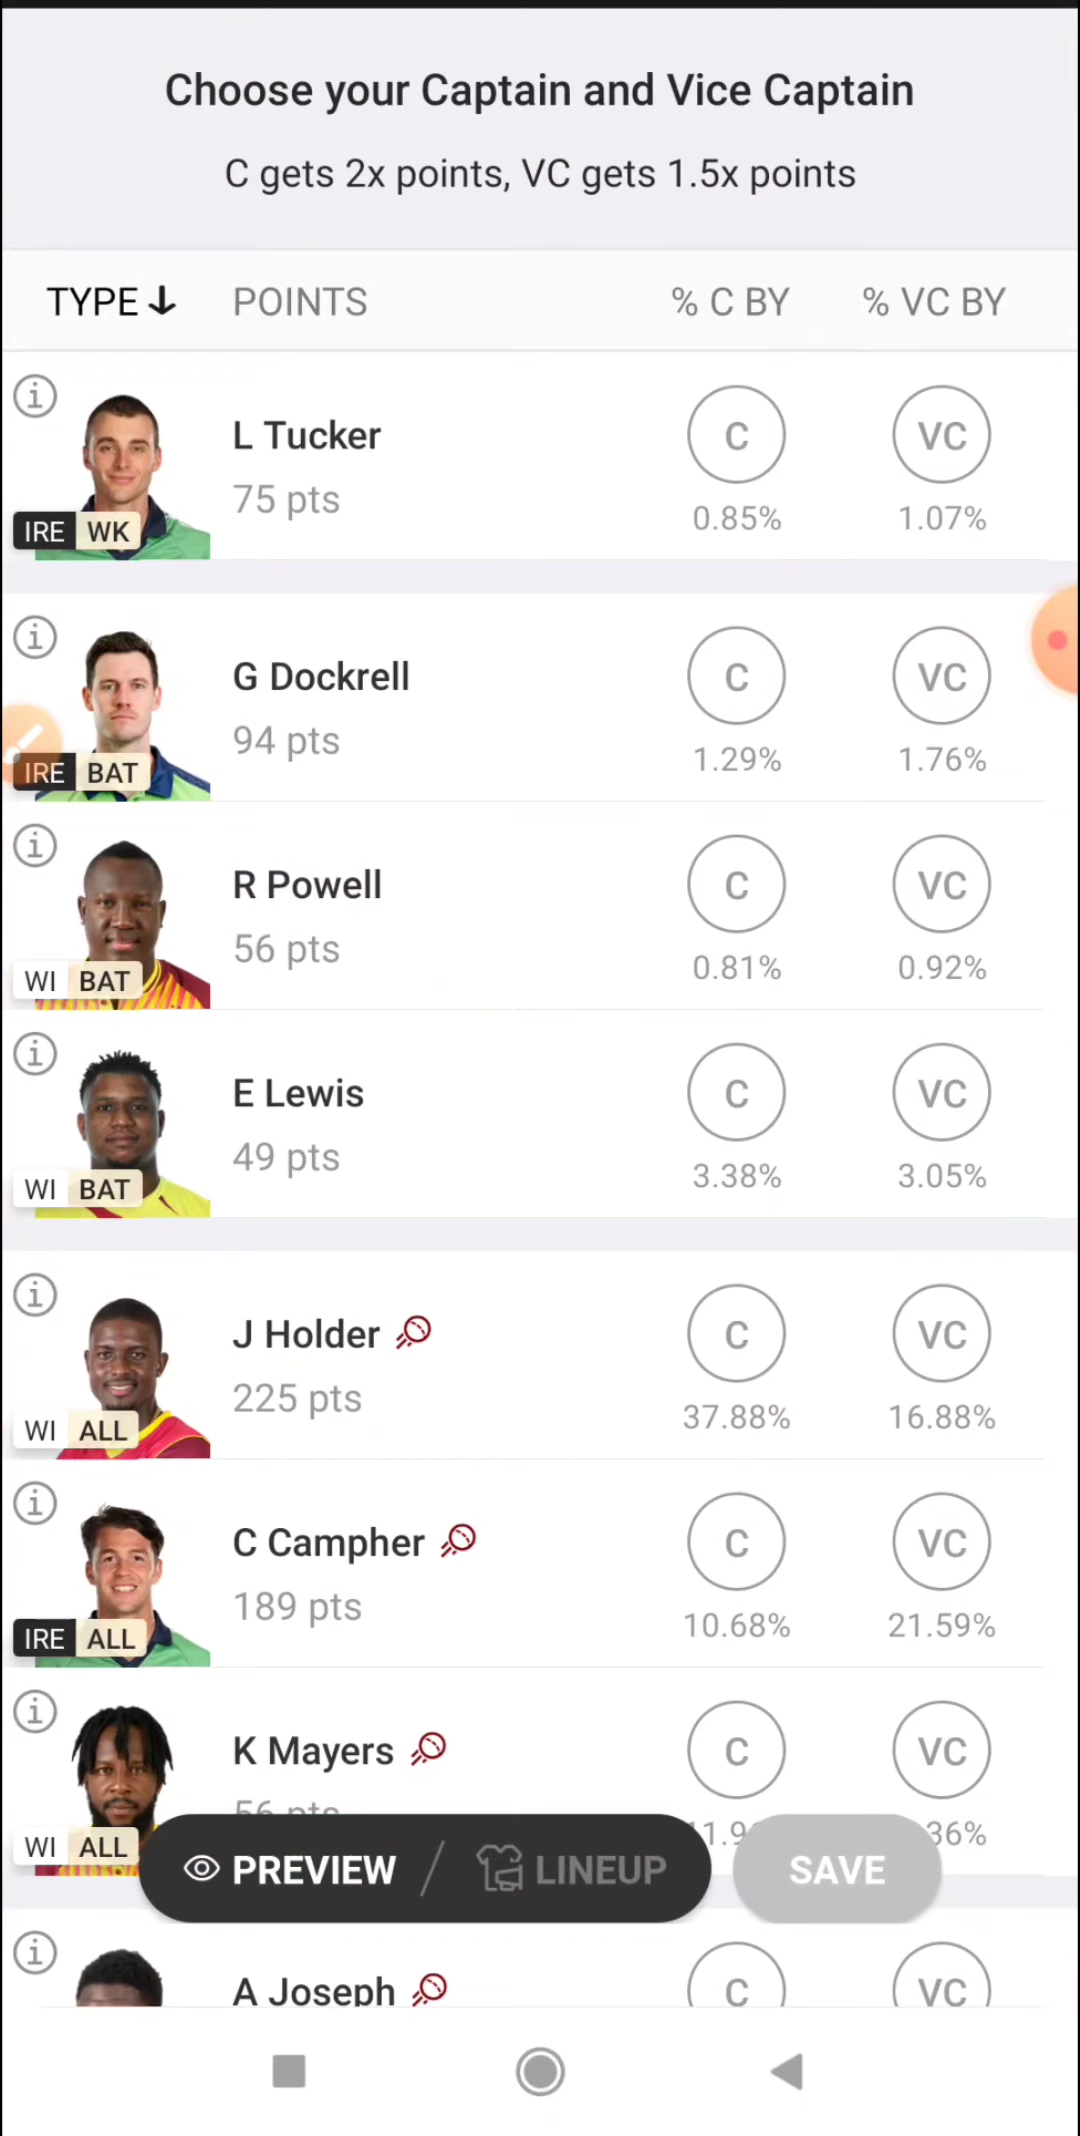 Choose your Captain and Vice Captain
C gets 2x points, VC gets 1.5x points
TYPE POINTS % C BY % VC BY
L Tucker
75 pts
IRE WK
C VC
0.85% 1.07%
G Dockrell
94 pts
IRE BAT
C VC
1.29% 1.76%
R Powell
56 pts
WI BAT
C VC
0.81% 0.92%
E Lewis
49 pts
WI BAT
C VC
3.38% 3.05%
J Holder
225 pts
WI ALL
C VC
37.88% 16.88%
C Campher
189 pts
IRE ALL
C VC
10.68% 21.59%
K Mayers
56 pts
WI ALL
C VC
PREVIEW / LINEUP SAVE
A Joseph
C VC